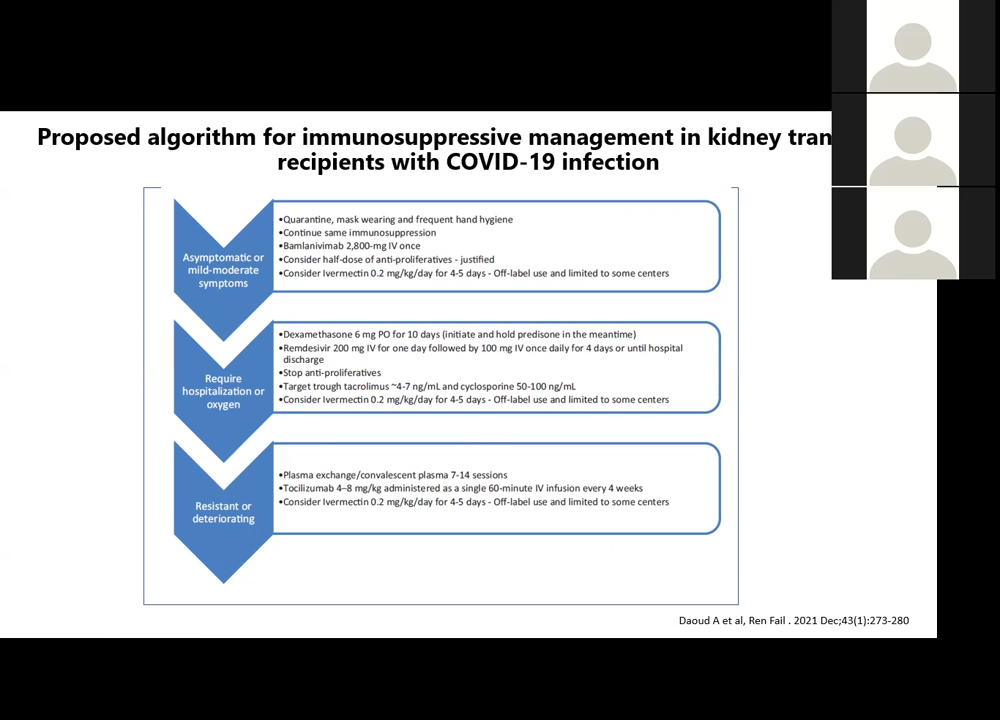 Proposed algorithm for immunosuppressive management in kidney tran
recipients with COVID-19 infection
Asymptomatic or
mild-moderate
symptoms
•Quarantine, mask wearing and frequent hand hygiene
•Continue same immunosuppression
•Bamlanivimab 2,800-mg IV once
•Consider half-dose of anti-proliferatives - justified
•Consider Ivermectin 0.2 mg/kg/day for 4-5 days - Off-label use and limited to some centers
Require
hospitalization or
oxygen
•Dexamethasone 6 mg PO for 10 days (initiate and hold predisone in the meantime)
•Remdesivir 200 mg IV for one day followed by 100 mg IV once daily for 4 days or until hospital
discharge
•Stop anti-proliferatives
•Target trough tacrolimus ~4-7 ng/mL and cyclosporine 50-100 ng/mL
•Consider Ivermectin 0.2 mg/kg/day for 4-5 days - Off-label use and limited to some centers
Resistant or
deteriorating
•Plasma exchange/convalescent plasma 7-14 sessions
•Tocilizumab 4–8 mg/kg administered as a single 60-minute IV infusion every 4 weeks
•Consider Ivermectin 0.2 mg/kg/day for 4-5 days - Off-label use and limited to some centers
Daoud A et al, Ren Fail . 2021 Dec;43(1):273-280